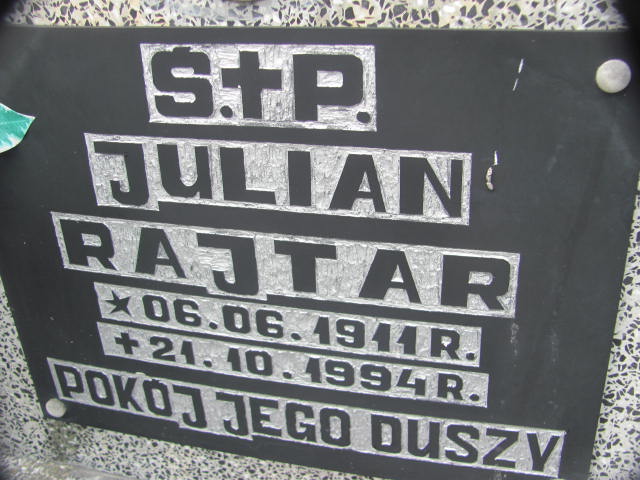 Ś.✝P.
JULIAN
RAJTAR
★06.06.1911R.
✝21.10.1994R.
POKÓJ JEGO DUSZY